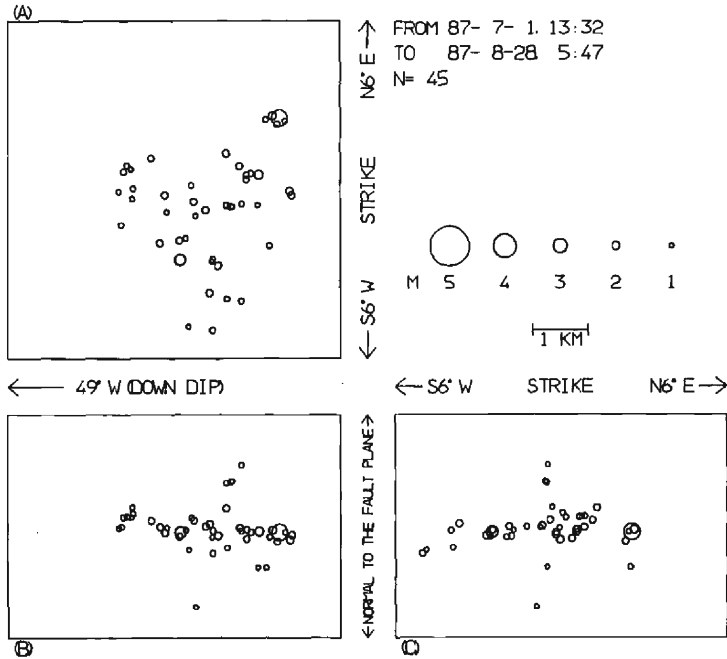 (A)
FROM 87- 7- 1. 13:32
TO 87- 8-28. 5:47
N= 45
N6° E
STRIKE
S6° W
M 5 4 3 2 1
1 KM
49° W (DOWN DIP)
S6° W STRIKE N6° E
NORMAL TO THE FAULT PLANE
(B)
(C)